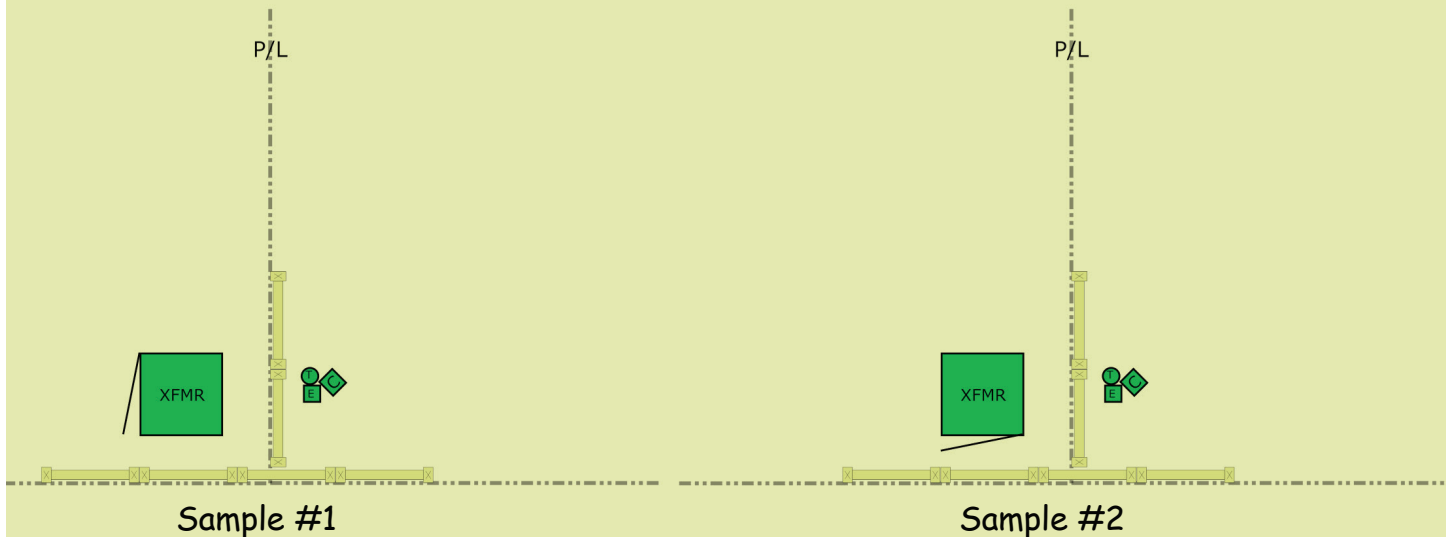 P/L
P/L
XFMR
T
E
C
XFMR
T
E
C
Sample #1
Sample #2